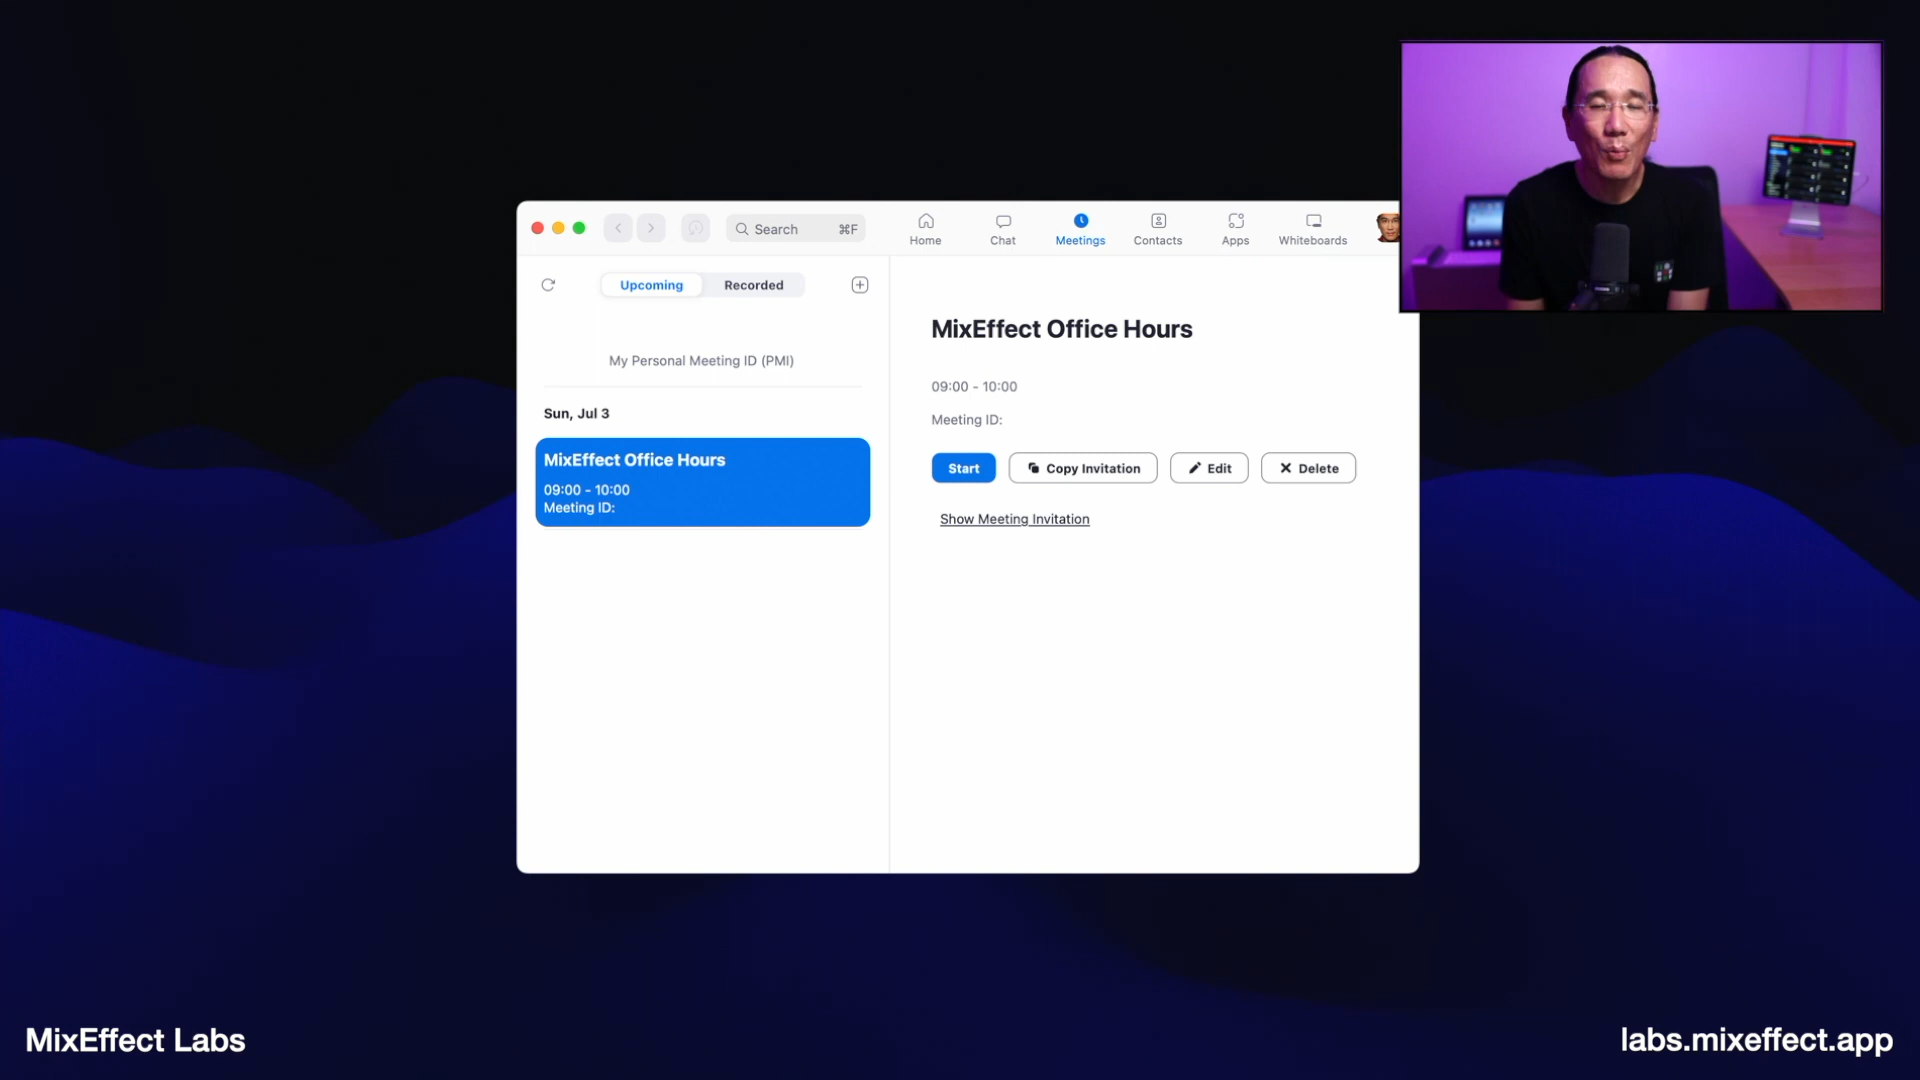 Search ⌘F
Home
Chat
Meetings
Contacts
Apps
Whiteboards
Upcoming
Recorded
My Personal Meeting ID (PMI)
Sun, Jul 3
MixEffect Office Hours
09:00 - 10:00
Meeting ID:
MixEffect Office Hours
09:00 - 10:00
Meeting ID:
Start
Copy Invitation
Edit
Delete
Show Meeting Invitation
MixEffect Labs
labs.mixeffect.app